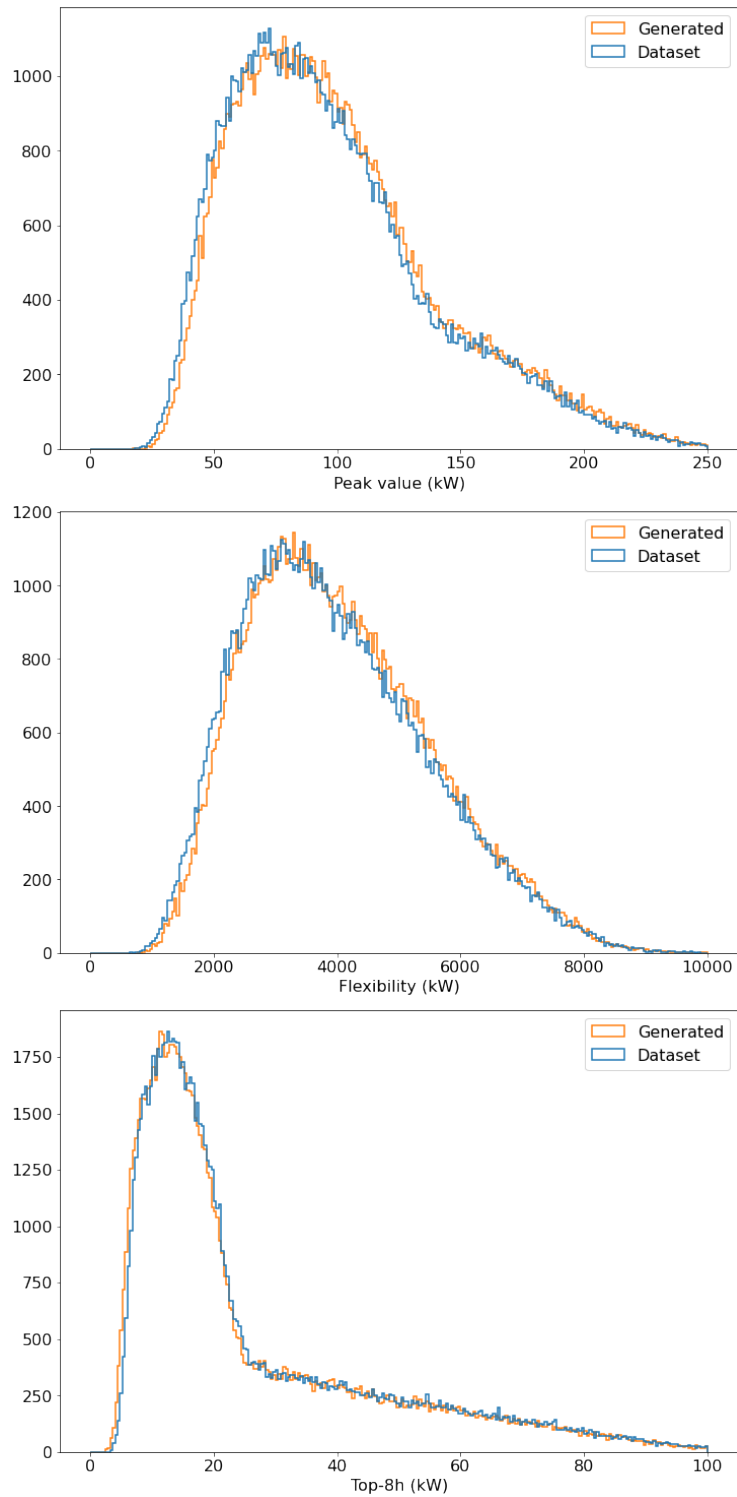 Generated
Dataset
1000
800
600
400
200
0
0 50 100 150 200 250
Peak value (kW)
1200
Generated
Dataset
1000
800
600
400
200
0
0 2000 4000 6000 8000 10000
Flexibility (kW)
Generated
Dataset
1750
1500
1250
1000
750
500
250
0
0 20 40 60 80 100
Top-8h (kW)